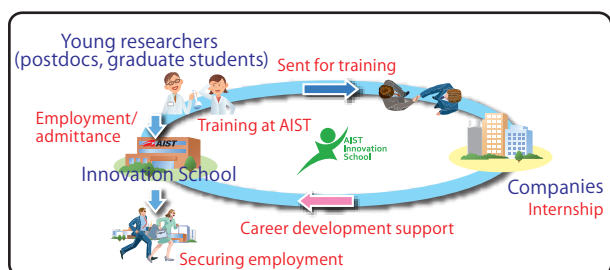 Young researchers
(postdocs, graduate students)
Sent for training
Employment/
admittance
Training at AIST
AIST
Innovation School
AIST
Innovation
School
Companies
Internship
Career development support
Securing employment